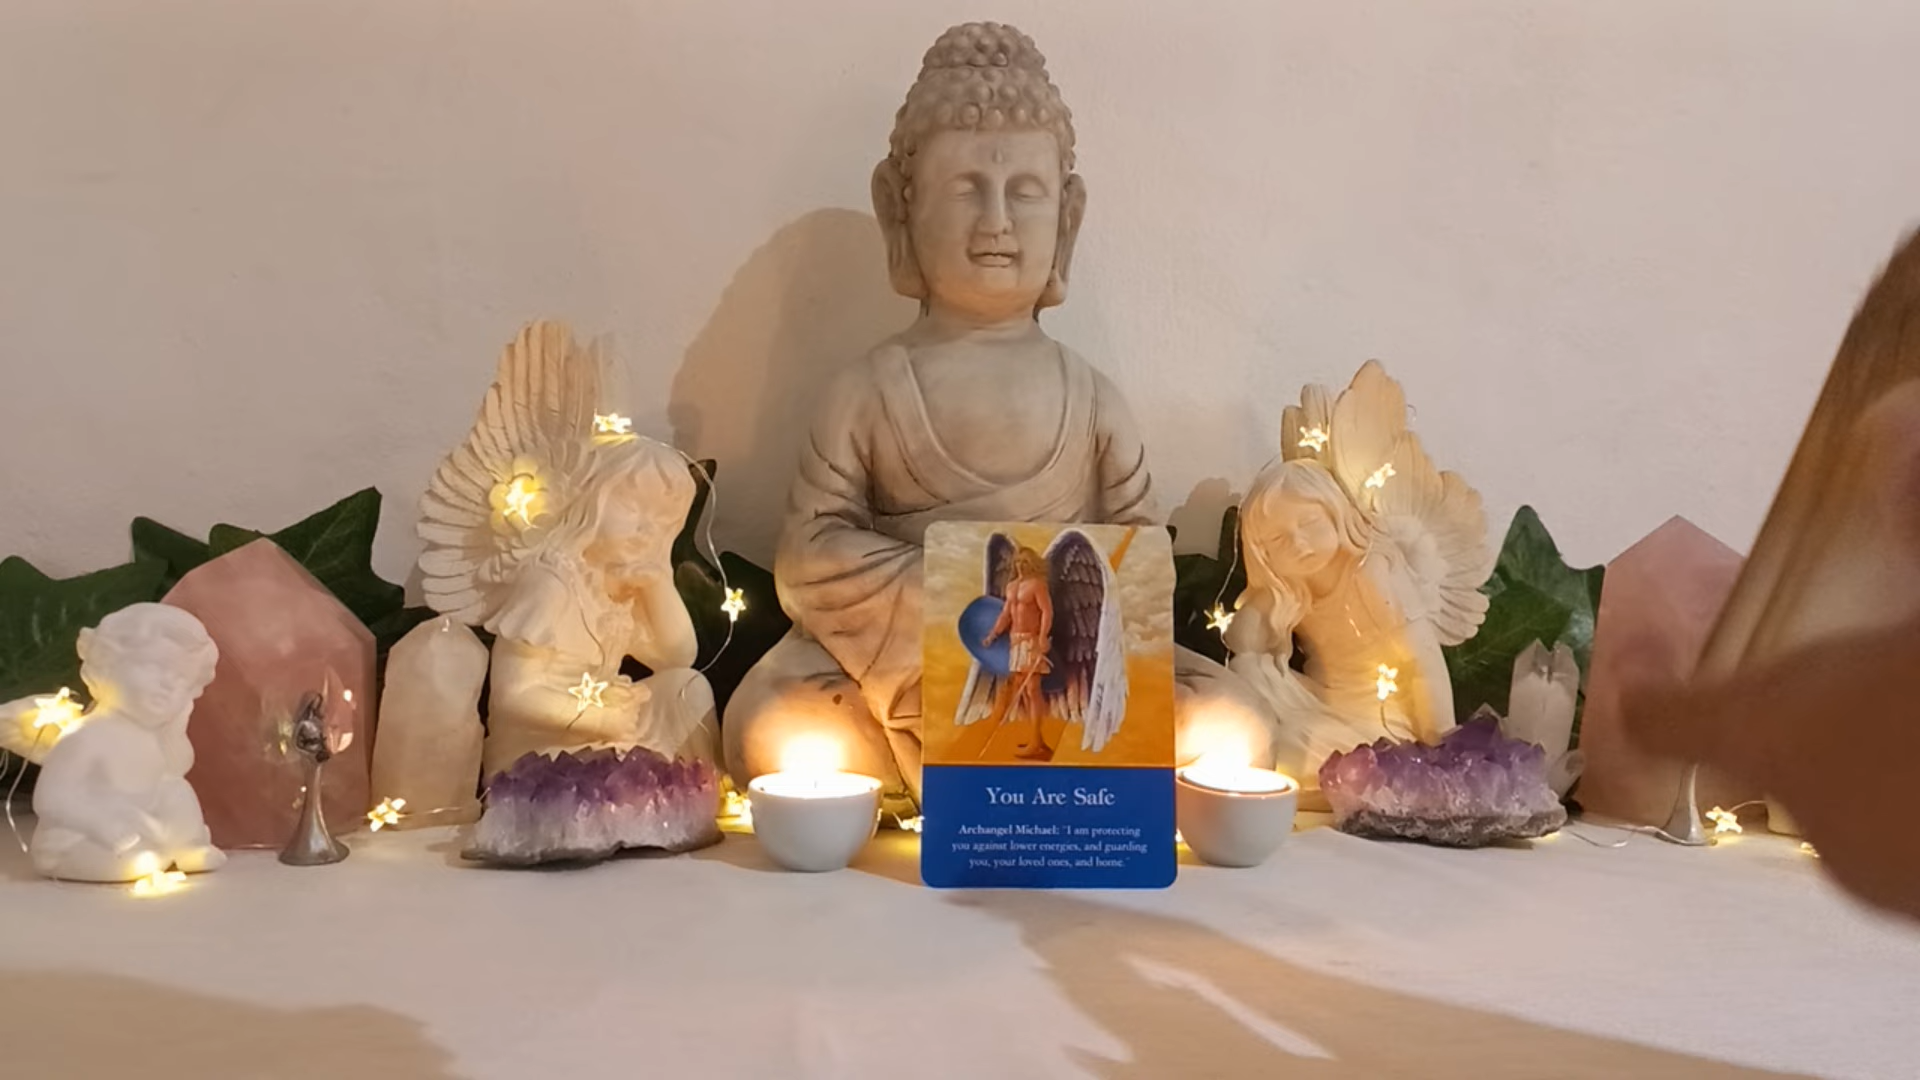 You Are Safe
Archangel Michael: "I am protecting
you against lower energies, and guarding
you, your loved ones, and home."